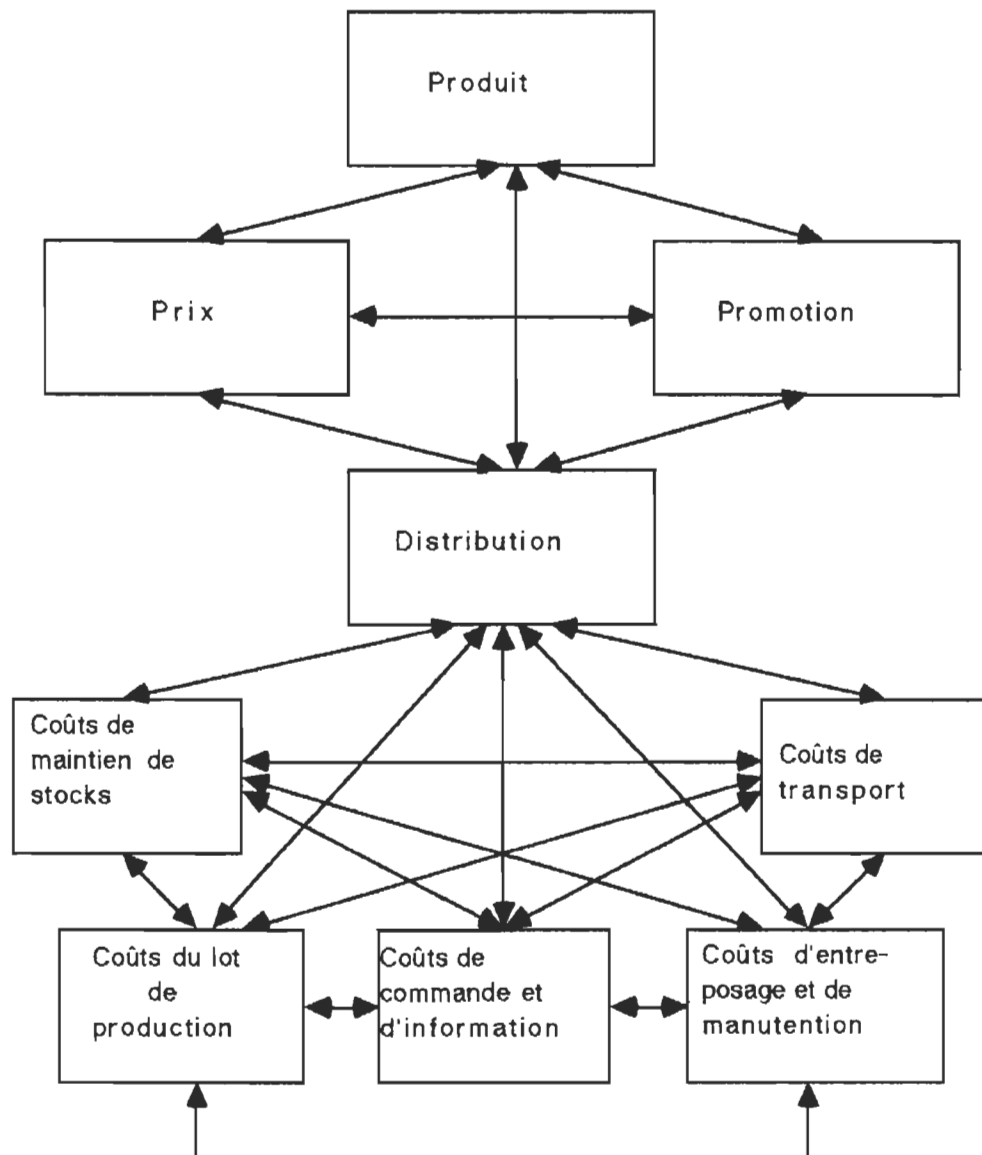 Produit
Prix
Promotion
Distribution
Coûts de
maintien de
stocks
Coûts de
transport
Coûts du lot
de
production
Coûts de
commande et
d'information
Coûts d'entre-
posage et de
manutention